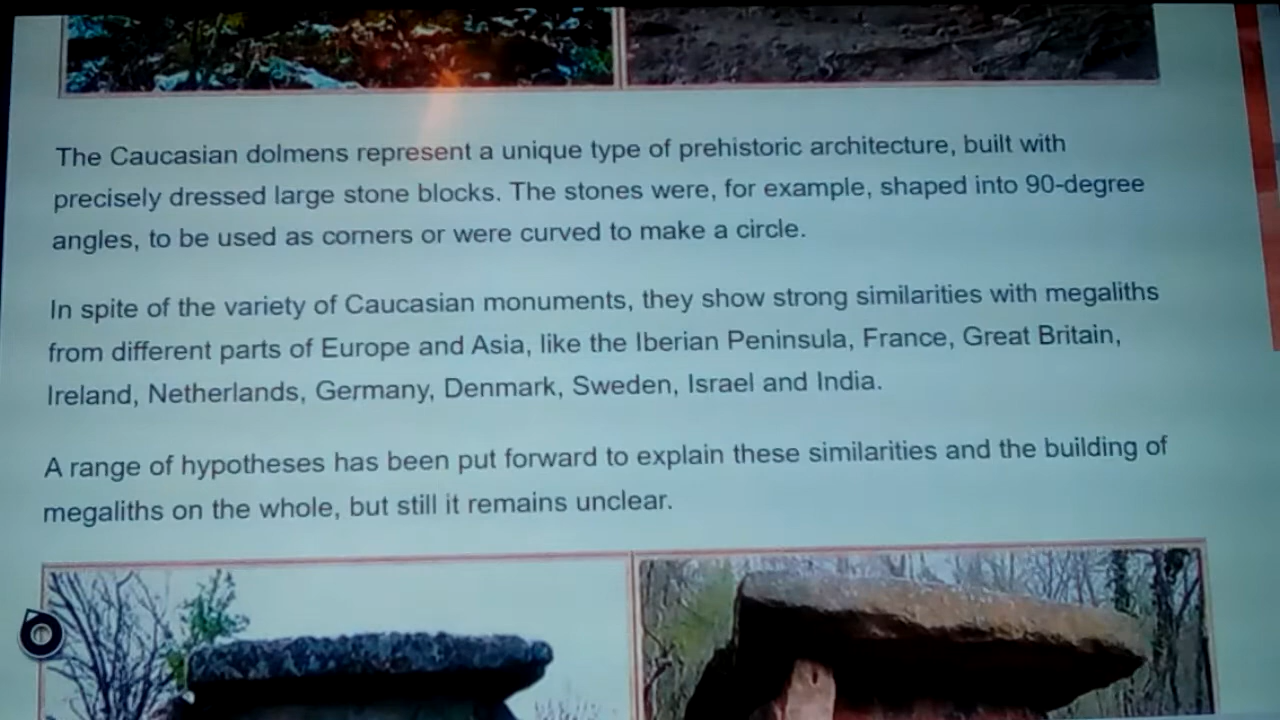 The Caucasian dolmens represent a unique type of prehistoric architecture, built with
precisely dressed large stone blocks. The stones were, for example, shaped into 90-degree
angles, to be used as corners or were curved to make a circle.
In spite of the variety of Caucasian monuments, they show strong similarities with megaliths
from different parts of Europe and Asia, like the Iberian Peninsula, France, Great Britain,
Ireland, Netherlands, Germany, Denmark, Sweden, Israel and India.
A range of hypotheses has been put forward to explain these similarities and the building of
megaliths on the whole, but still it remains unclear.